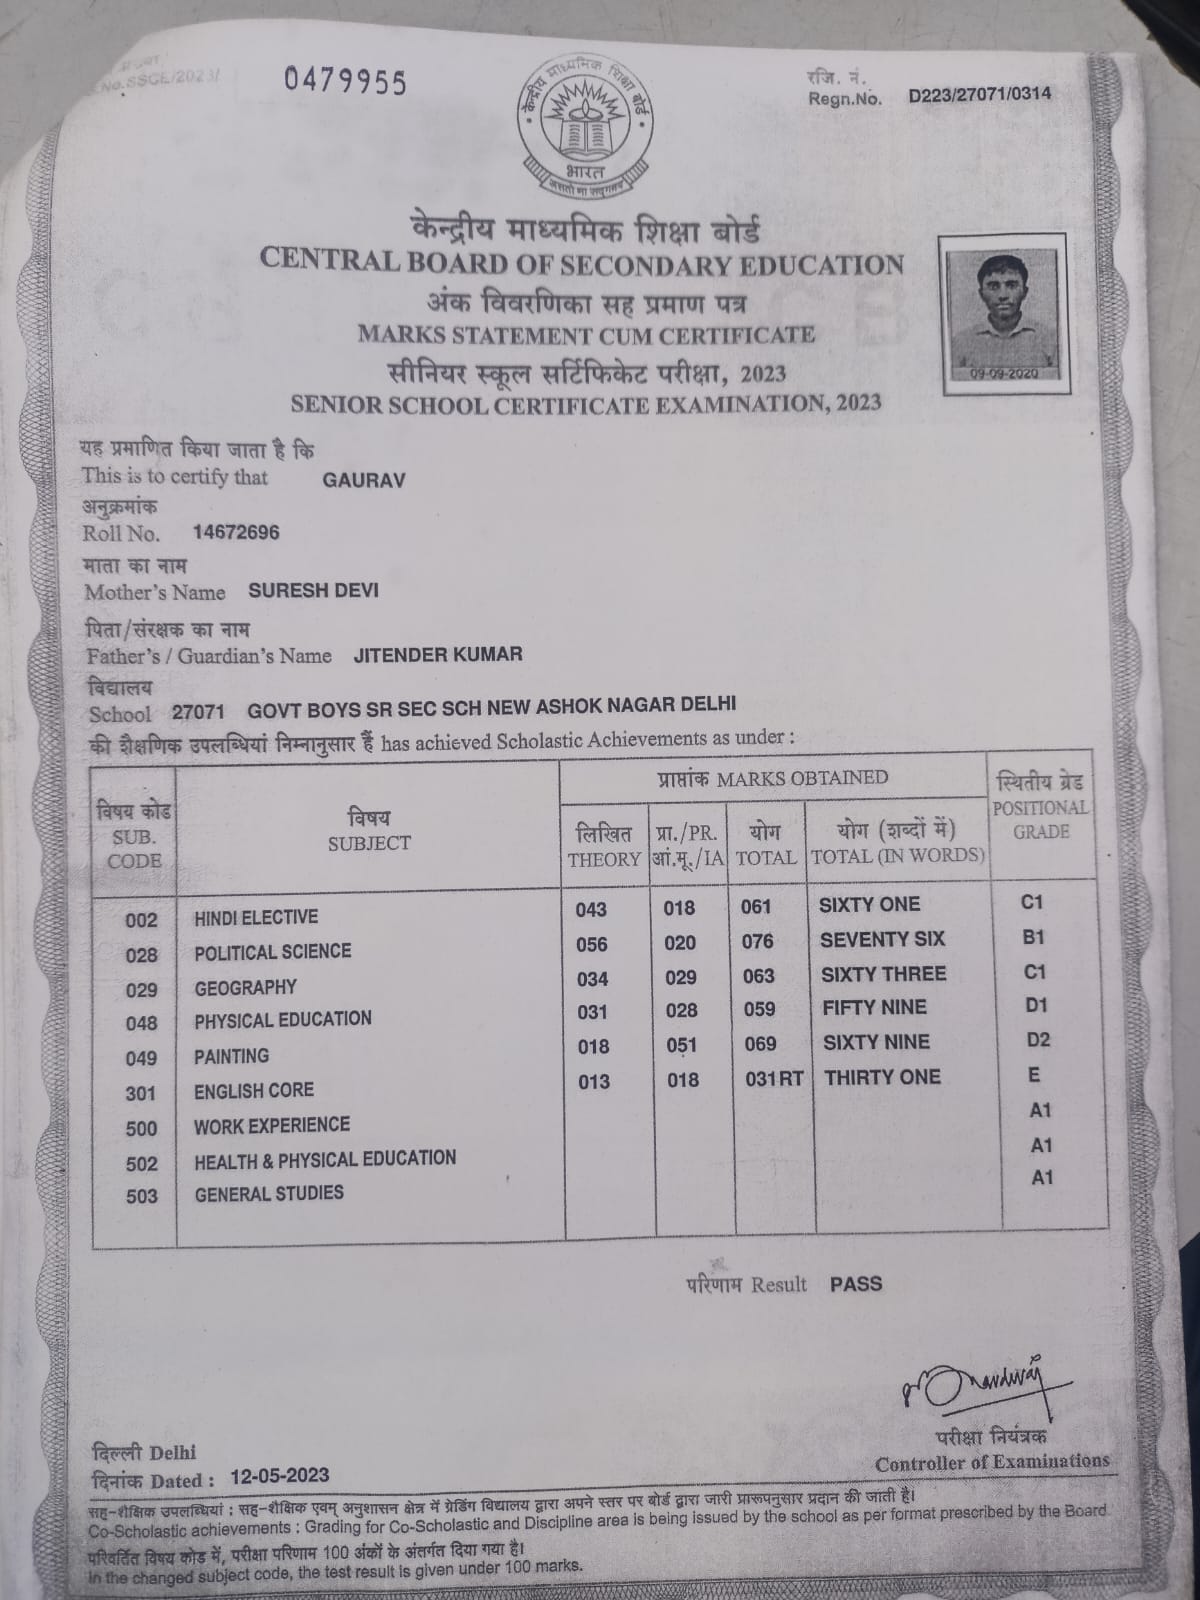 No.SSCE/2023/
0479955
रजि. नं.
Regn.No. D223/27071/0314
केन्द्रीय माध्यमिक शिक्षा बोर्ड
भारत
असतो मा सद्गमय
केन्द्रीय माध्यमिक शिक्षा बोर्ड
CENTRAL BOARD OF SECONDARY EDUCATION
अंक विवरणिका सह प्रमाण पत्र
MARKS STATEMENT CUM CERTIFICATE
सीनियर स्कूल सर्टिफिकेट परीक्षा, 2023
SENIOR SCHOOL CERTIFICATE EXAMINATION, 2023
09-09-2020
यह प्रमाणित किया जाता है कि
This is to certify that GAURAV
अनुक्रमांक
Roll No. 14672696
माता का नाम
Mother's Name SURESH DEVI
पिता/संरक्षक का नाम
Father's / Guardian's Name JITENDER KUMAR
विद्यालय
School 27071 GOVT BOYS SR SEC SCH NEW ASHOK NAGAR DELHI
की शैक्षणिक उपलब्धियां निम्नानुसार हैं has achieved Scholastic Achievements as under :
विषय कोड
SUB.
CODE
विषय
SUBJECT
प्राप्तांक MARKS OBTAINED
लिखित
THEORY
प्रा./PR.
आं.मू./IA
योग
TOTAL
योग (शब्दों में)
TOTAL (IN WORDS)
स्थितीय ग्रेड
POSITIONAL
GRADE
002 HINDI ELECTIVE 043 018 061 SIXTY ONE C1
028 POLITICAL SCIENCE 056 020 076 SEVENTY SIX B1
029 GEOGRAPHY 034 029 063 SIXTY THREE C1
048 PHYSICAL EDUCATION 031 028 059 FIFTY NINE D1
049 PAINTING 018 051 069 SIXTY NINE D2
301 ENGLISH CORE 013 018 031RT THIRTY ONE E
500 WORK EXPERIENCE A1
502 HEALTH & PHYSICAL EDUCATION A1
503 GENERAL STUDIES A1
परिणाम Result PASS
दिल्ली Delhi
दिनांक Dated : 12-05-2023
परीक्षा नियंत्रक
Controller of Examinations
सह-शैक्षिक उपलब्धियां : सह-शैक्षिक एवम् अनुशासन क्षेत्र में ग्रेडिंग विद्यालय द्वारा अपने स्तर पर बोर्ड द्वारा जारी प्रारूपनुसार प्रदान की जाती है।
Co-Scholastic achievements : Grading for Co-Scholastic and Discipline area is being issued by the school as per format prescribed by the Board.
परिवर्तित विषय कोड में, परीक्षा परिणाम 100 अंकों के अंतर्गत दिया गया है।
In the changed subject code, the test result is given under 100 marks.